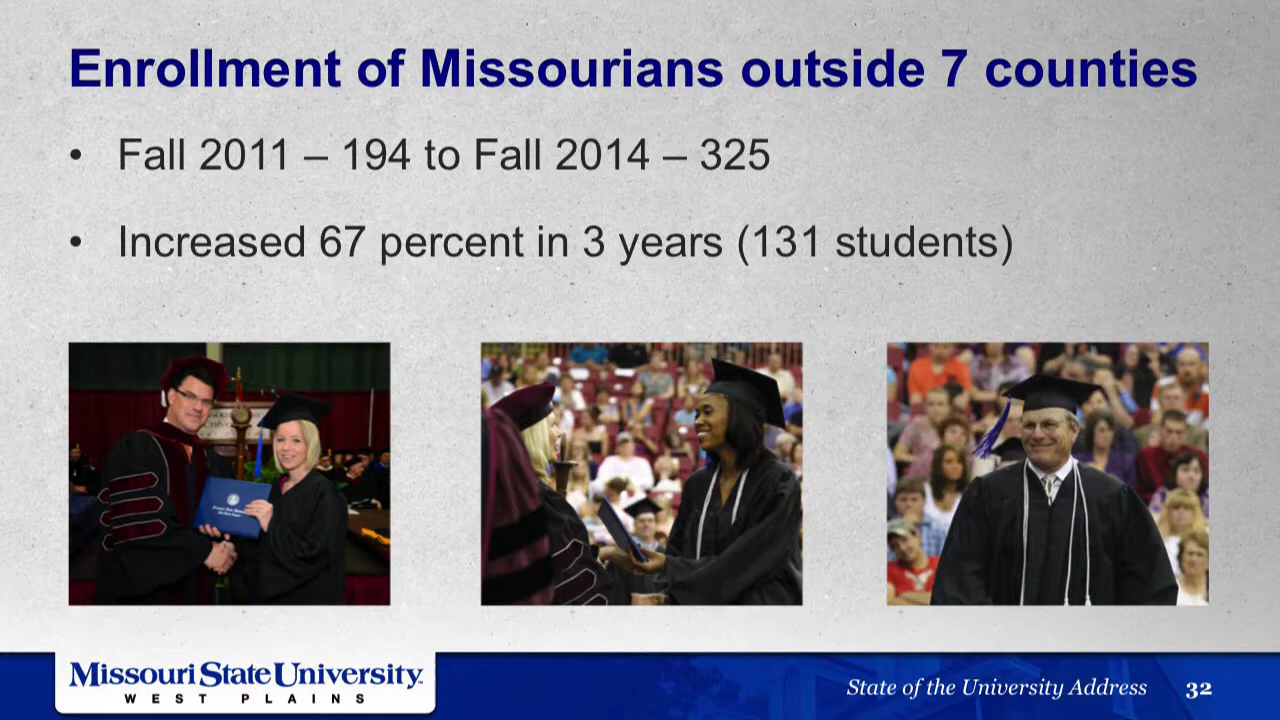 Enrollment of Missourians outside 7 counties
• Fall 2011 – 194 to Fall 2014 – 325
• Increased 67 percent in 3 years (131 students)
Missouri State University™
WEST PLAINS
State of the University Address 32